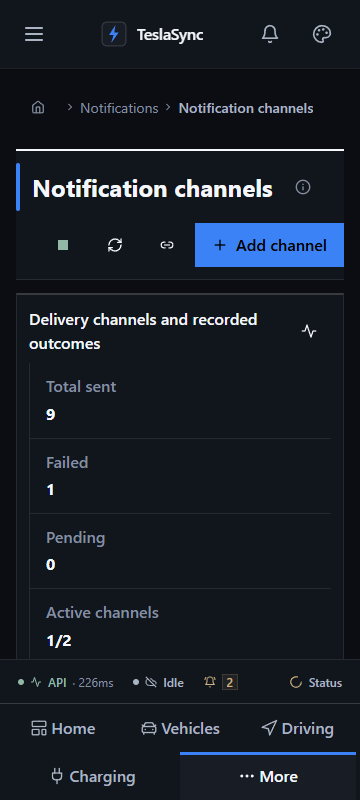 TeslaSync
Notifications
Notification channels
Notification channels
Add channel
Delivery channels and recorded
outcomes
Total sent
9
Failed
1
Pending
0
Active channels
1/2
API · 226ms
Idle
2
Status
Home
Vehicles
Driving
Charging
More